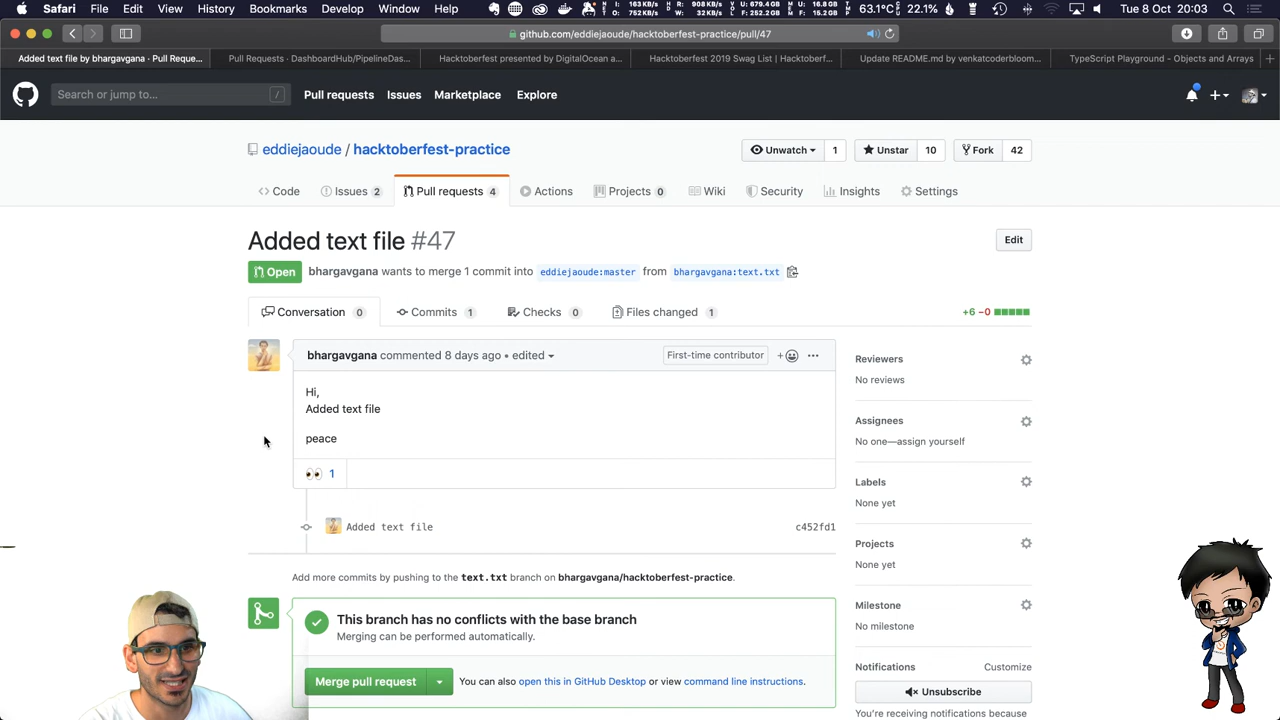 Safari File Edit View History Bookmarks Develop Window Help
63.1°C 22.1% Tue 8 Oct 20:03
github.com/eddiejaoude/hacktoberfest-practice/pull/47
Added text file by bhargavgana · Pull Reque... Pull Requests · DashboardHub/PipelineDas... Hacktoberfest presented by DigitalOcean a... Hacktoberfest 2019 Swag List | Hacktoberf... Update README.md by venkatcoderbloom... TypeScript Playground - Objects and Arrays
Search or jump to... / Pull requests Issues Marketplace Explore
eddiejaoude / hacktoberfest-practice Unwatch 1 Unstar 10 Fork 42
Code Issues 2 Pull requests 4 Actions Projects 0 Wiki Security Insights Settings
Added text file #47 Edit
Open bhargavgana wants to merge 1 commit into eddiejaoude:master from bhargavgana:text.txt
Conversation 0 Commits 1 Checks 0 Files changed 1 +6 −0
bhargavgana commented 8 days ago • edited First-time contributor
Hi,
Added text file
peace
1
Added text file c452fd1
Add more commits by pushing to the text.txt branch on bhargavgana/hacktoberfest-practice.
This branch has no conflicts with the base branch
Merging can be performed automatically.
Merge pull request You can also open this in GitHub Desktop or view command line instructions.
Reviewers
No reviews
Assignees
No one—assign yourself
Labels
None yet
Projects
None yet
Milestone
No milestone
Notifications Customize
Unsubscribe
You're receiving notifications because